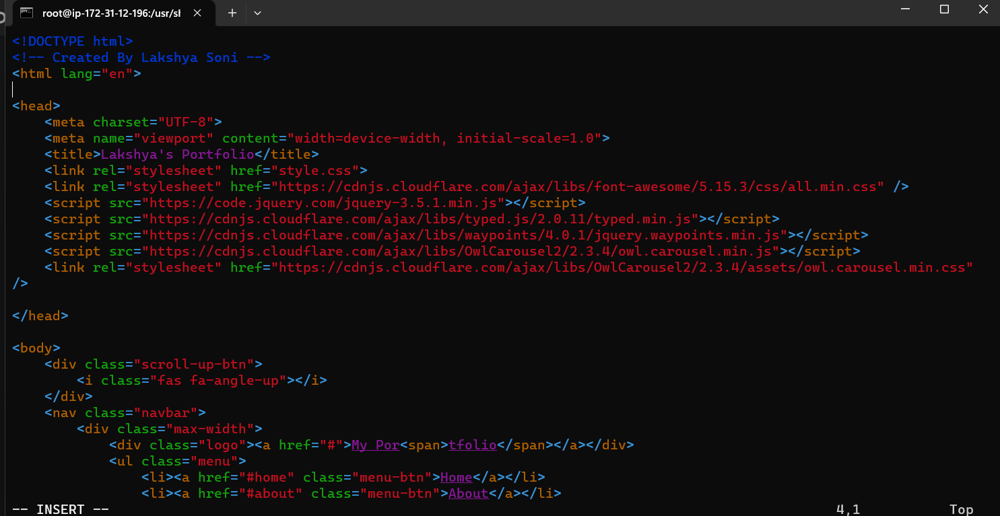 root@ip-172-31-12-196:/usr/sl
<!DOCTYPE html>
<!-- Created By Lakshya Soni -->
<html lang="en">
<head>
    <meta charset="UTF-8">
    <meta name="viewport" content="width=device-width, initial-scale=1.0">
    <title>Lakshya's Portfolio</title>
    <link rel="stylesheet" href="style.css">
    <link rel="stylesheet" href="https://cdnjs.cloudflare.com/ajax/libs/font-awesome/5.15.3/css/all.min.css" />
    <script src="https://code.jquery.com/jquery-3.5.1.min.js"></script>
    <script src="https://cdnjs.cloudflare.com/ajax/libs/typed.js/2.0.11/typed.min.js"></script>
    <script src="https://cdnjs.cloudflare.com/ajax/libs/waypoints/4.0.1/jquery.waypoints.min.js"></script>
    <script src="https://cdnjs.cloudflare.com/ajax/libs/OwlCarousel2/2.3.4/owl.carousel.min.js"></script>
    <link rel="stylesheet" href="https://cdnjs.cloudflare.com/ajax/libs/OwlCarousel2/2.3.4/assets/owl.carousel.min.css"
/>
</head>
<body>
    <div class="scroll-up-btn">
        <i class="fas fa-angle-up"></i>
    </div>
    <nav class="navbar">
        <div class="max-width">
            <div class="logo"><a href="#">My Por<span>tfolio</span></a></div>
            <ul class="menu">
                <li><a href="#home" class="menu-btn">Home</a></li>
                <li><a href="#about" class="menu-btn">About</a></li>
-- INSERT -- 4,1 Top